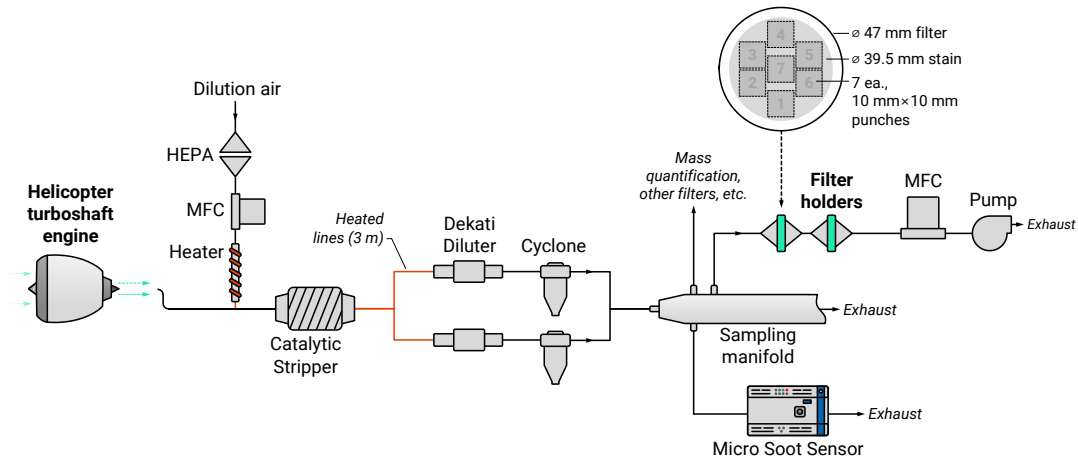 4
3
5
7
2
6
1
⌀ 47 mm filter
⌀ 39.5 mm stain
7 ea.,
10 mm×10 mm
punches
Dilution air
HEPA
MFC
Heater
Helicopter
turboshaft
engine
Catalytic
Stripper
Heated
lines (3 m)
Dekati
Diluter
Cyclone
Mass
quantification,
other filters, etc.
Filter
holders
MFC
Pump
Exhaust
Exhaust
Sampling
manifold
Exhaust
Micro Soot Sensor